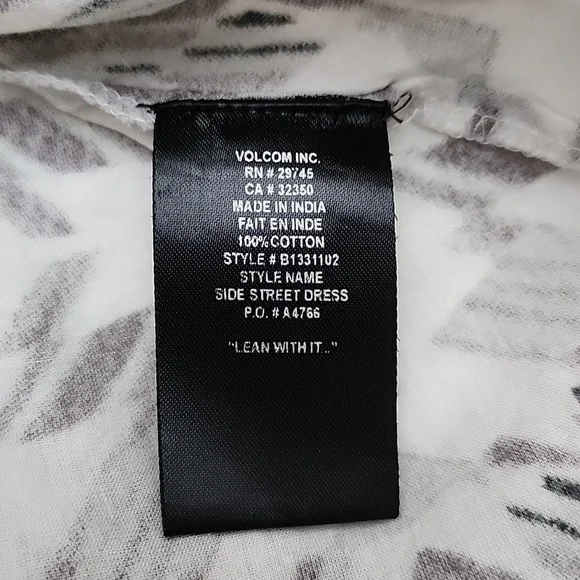 VOLCOM INC.
RN # 29745
CA # 32350
MADE IN INDIA
FAIT EN INDE
100% COTTON
STYLE # B1331102
STYLE NAME
SIDE STREET DRESS
P.O. # A4766
"LEAN WITH IT..."